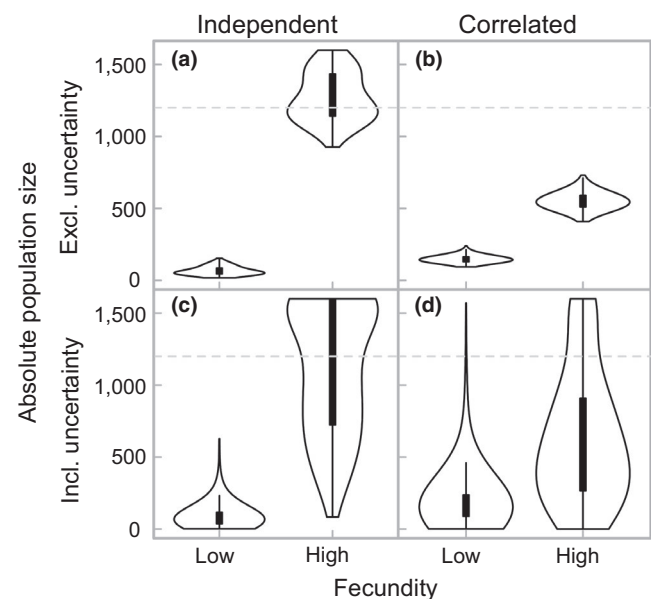 Independent Correlated
Absolute population size
Excl. uncertainty
(a) (b)
1,500
1,000
500
0
Incl. uncertainty
(c) (d)
1,500
1,000
500
0
Low High Low High
Fecundity